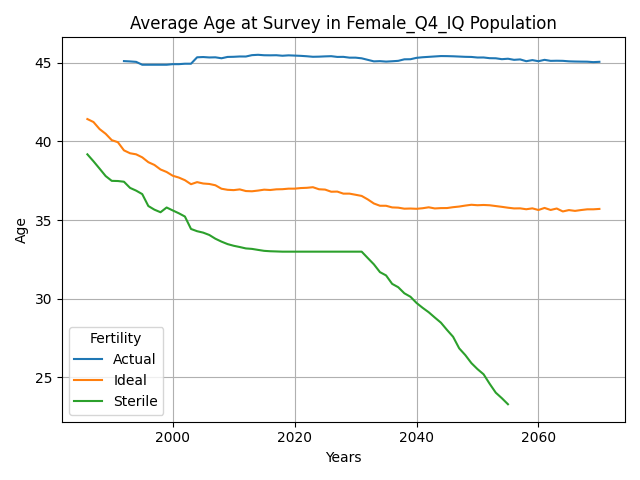 Average Age at Survey in Female_Q4_IQ Population
Age
45
40
35
30
25
Fertility
Actual
Ideal
Sterile
2000 2020 2040 2060
Years